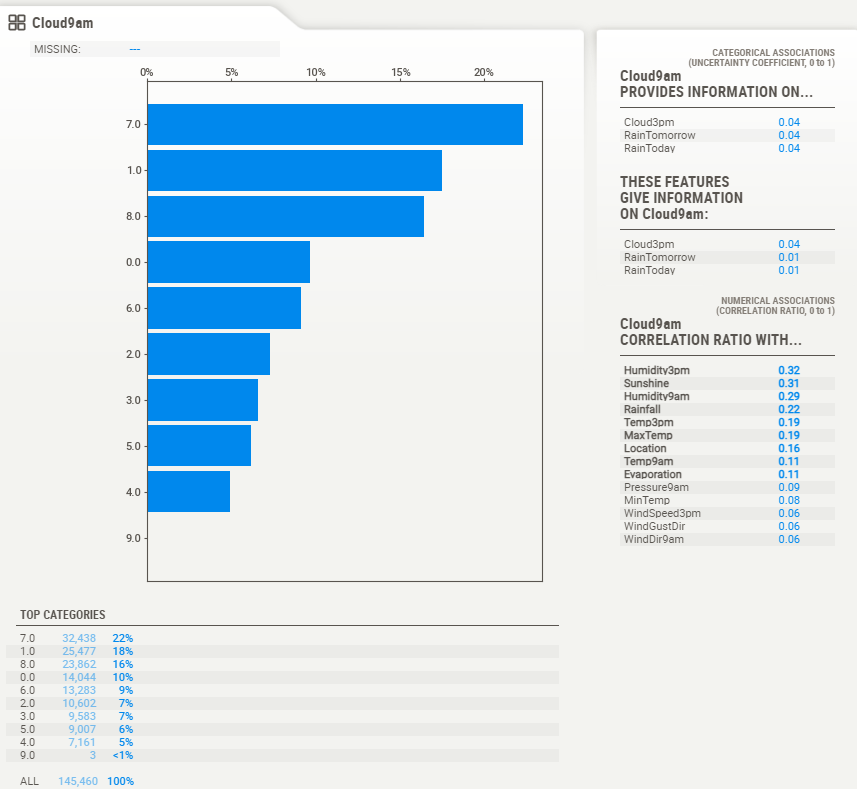 Cloud9am
MISSING: ---
0% 5% 10% 15% 20%
7.0
1.0
8.0
0.0
6.0
2.0
3.0
5.0
4.0
9.0
TOP CATEGORIES
7.0 32,438 22%
1.0 25,477 18%
8.0 23,862 16%
0.0 14,044 10%
6.0 13,283 9%
2.0 10,602 7%
3.0 9,583 7%
5.0 9,007 6%
4.0 7,161 5%
9.0 3 <1%
ALL 145,460 100%
CATEGORICAL ASSOCIATIONS
(UNCERTAINTY COEFFICIENT, 0 to 1)
Cloud9am
PROVIDES INFORMATION ON...
Cloud3pm 0.04
RainTomorrow 0.04
RainToday 0.04
THESE FEATURES
GIVE INFORMATION
ON Cloud9am:
Cloud3pm 0.04
RainTomorrow 0.01
RainToday 0.01
NUMERICAL ASSOCIATIONS
(CORRELATION RATIO, 0 to 1)
Cloud9am
CORRELATION RATIO WITH...
Humidity3pm 0.32
Sunshine 0.31
Humidity9am 0.29
Rainfall 0.22
Temp3pm 0.19
MaxTemp 0.19
Location 0.16
Temp9am 0.11
Evaporation 0.11
Pressure9am 0.09
MinTemp 0.08
WindSpeed3pm 0.06
WindGustDir 0.06
WindDir9am 0.06